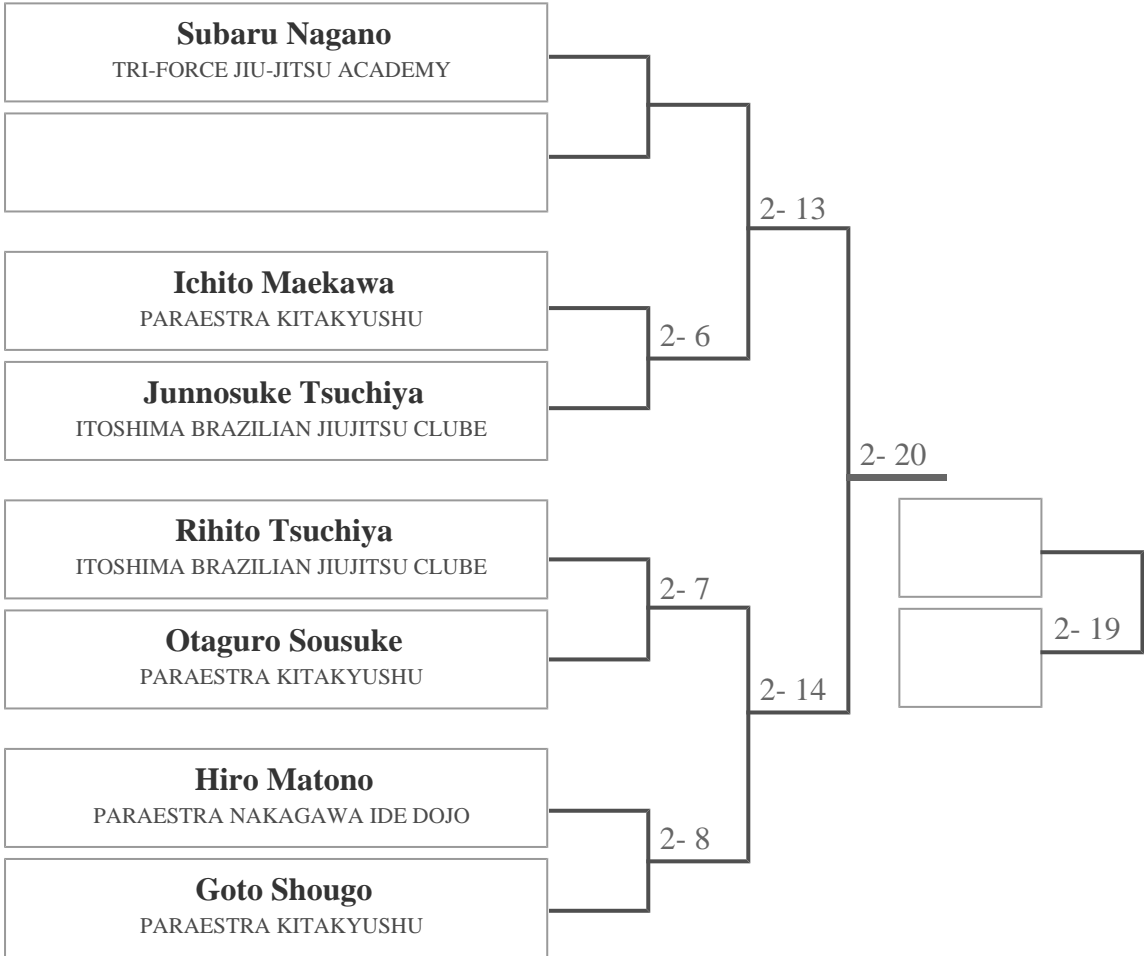 Subaru Nagano
TRI-FORCE JIU-JITSU ACADEMY
2- 13
Ichito Maekawa
PARAESTRA KITAKYUSHU
2- 6
Junnosuke Tsuchiya
ITOSHIMA BRAZILIAN JIUJITSU CLUBE
2- 20
Rihito Tsuchiya
ITOSHIMA BRAZILIAN JIUJITSU CLUBE
2- 7
Otaguro Sousuke
PARAESTRA KITAKYUSHU
2- 19
2- 14
Hiro Matono
PARAESTRA NAKAGAWA IDE DOJO
2- 8
Goto Shougo
PARAESTRA KITAKYUSHU